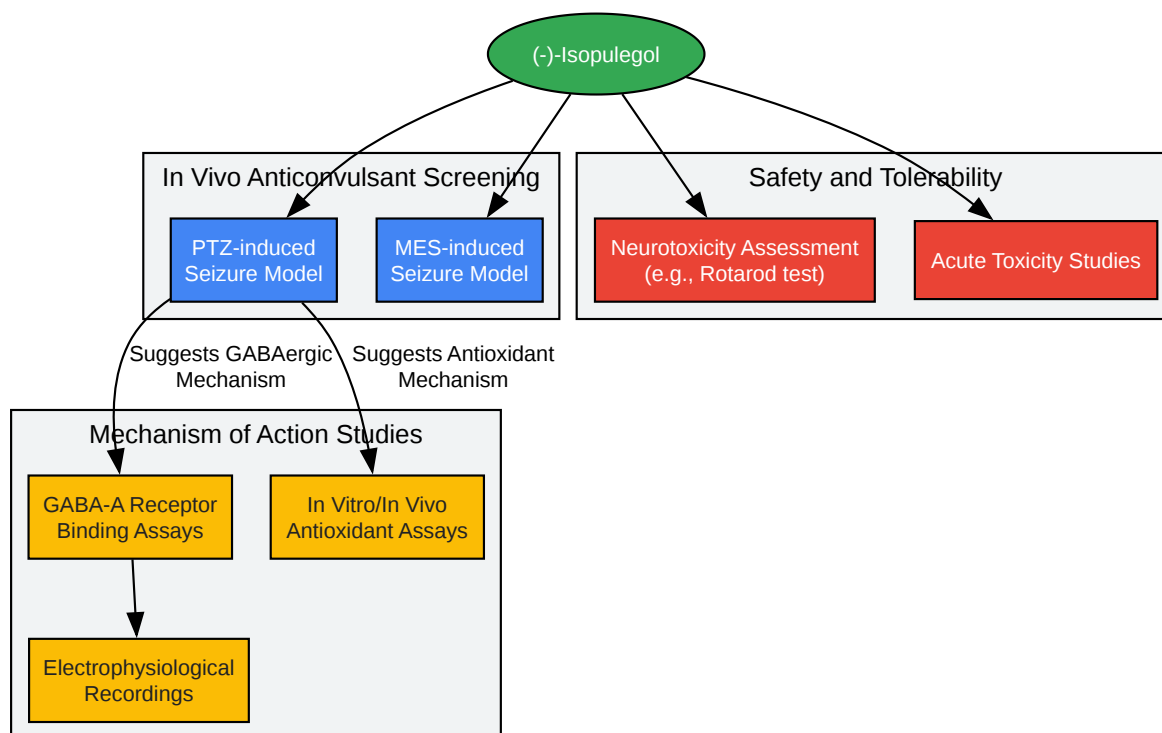 (-)-Isopulegol
In Vivo Anticonvulsant Screening
Safety and Tolerability
PTZ-induced
Seizure Model
MES-induced
Seizure Model
Neurotoxicity Assessment
(e.g., Rotarod test)
Acute Toxicity Studies
Suggests GABAergic
Mechanism
Suggests Antioxidant
Mechanism
Mechanism of Action Studies
GABA-A Receptor
Binding Assays
In Vitro/In Vivo
Antioxidant Assays
Electrophysiological
Recordings